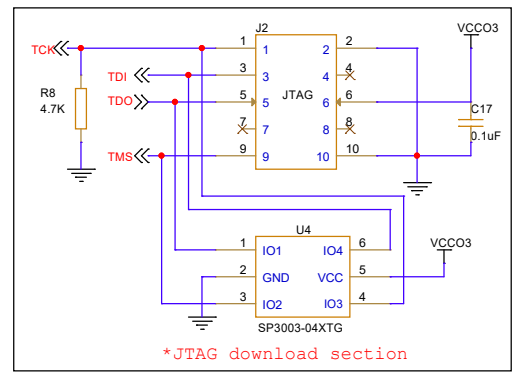 J2
VCCO3
TCK 1 1 2 2
TDI 3 3 4 4
R8
4.7K
JTAG
TDO 5 5 6 6
C17
0.1uF
7 7 8 8
TMS 9 9 10 10
U4
VCCO3
1 IO1 IO4 6
2 GND VCC 5
3 IO2 IO3 4
SP3003-04XTG
*JTAG download section